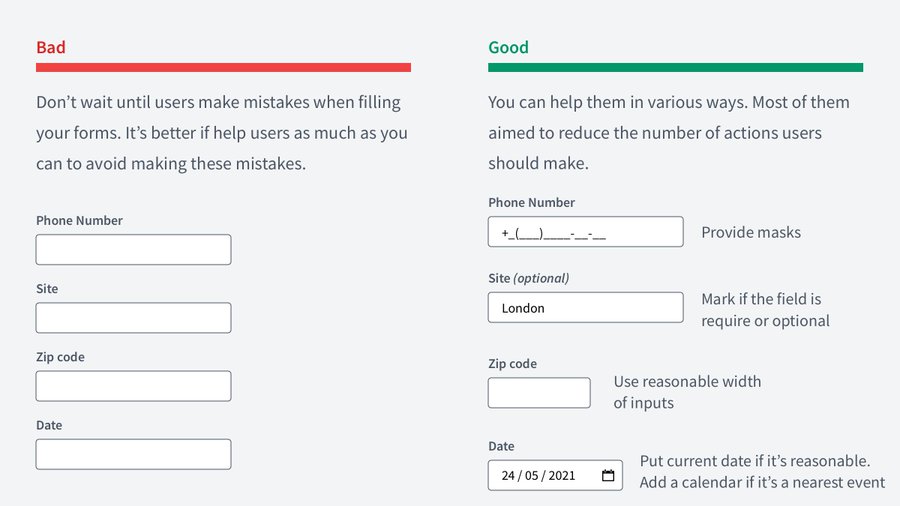 Bad
Don’t wait until users make mistakes when filling
your forms. It’s better if help users as much as you
can to avoid making these mistakes.
Phone Number
Site
Zip code
Date
Good
You can help them in various ways. Most of them
aimed to reduce the number of actions users
should make.
Phone Number
+_(___)____-__-__
Provide masks
Site (optional)
London
Mark if the field is
require or optional
Zip code
Use reasonable width
of inputs
Date
24 / 05 / 2021
Put current date if it’s reasonable.
Add a calendar if it’s a nearest event